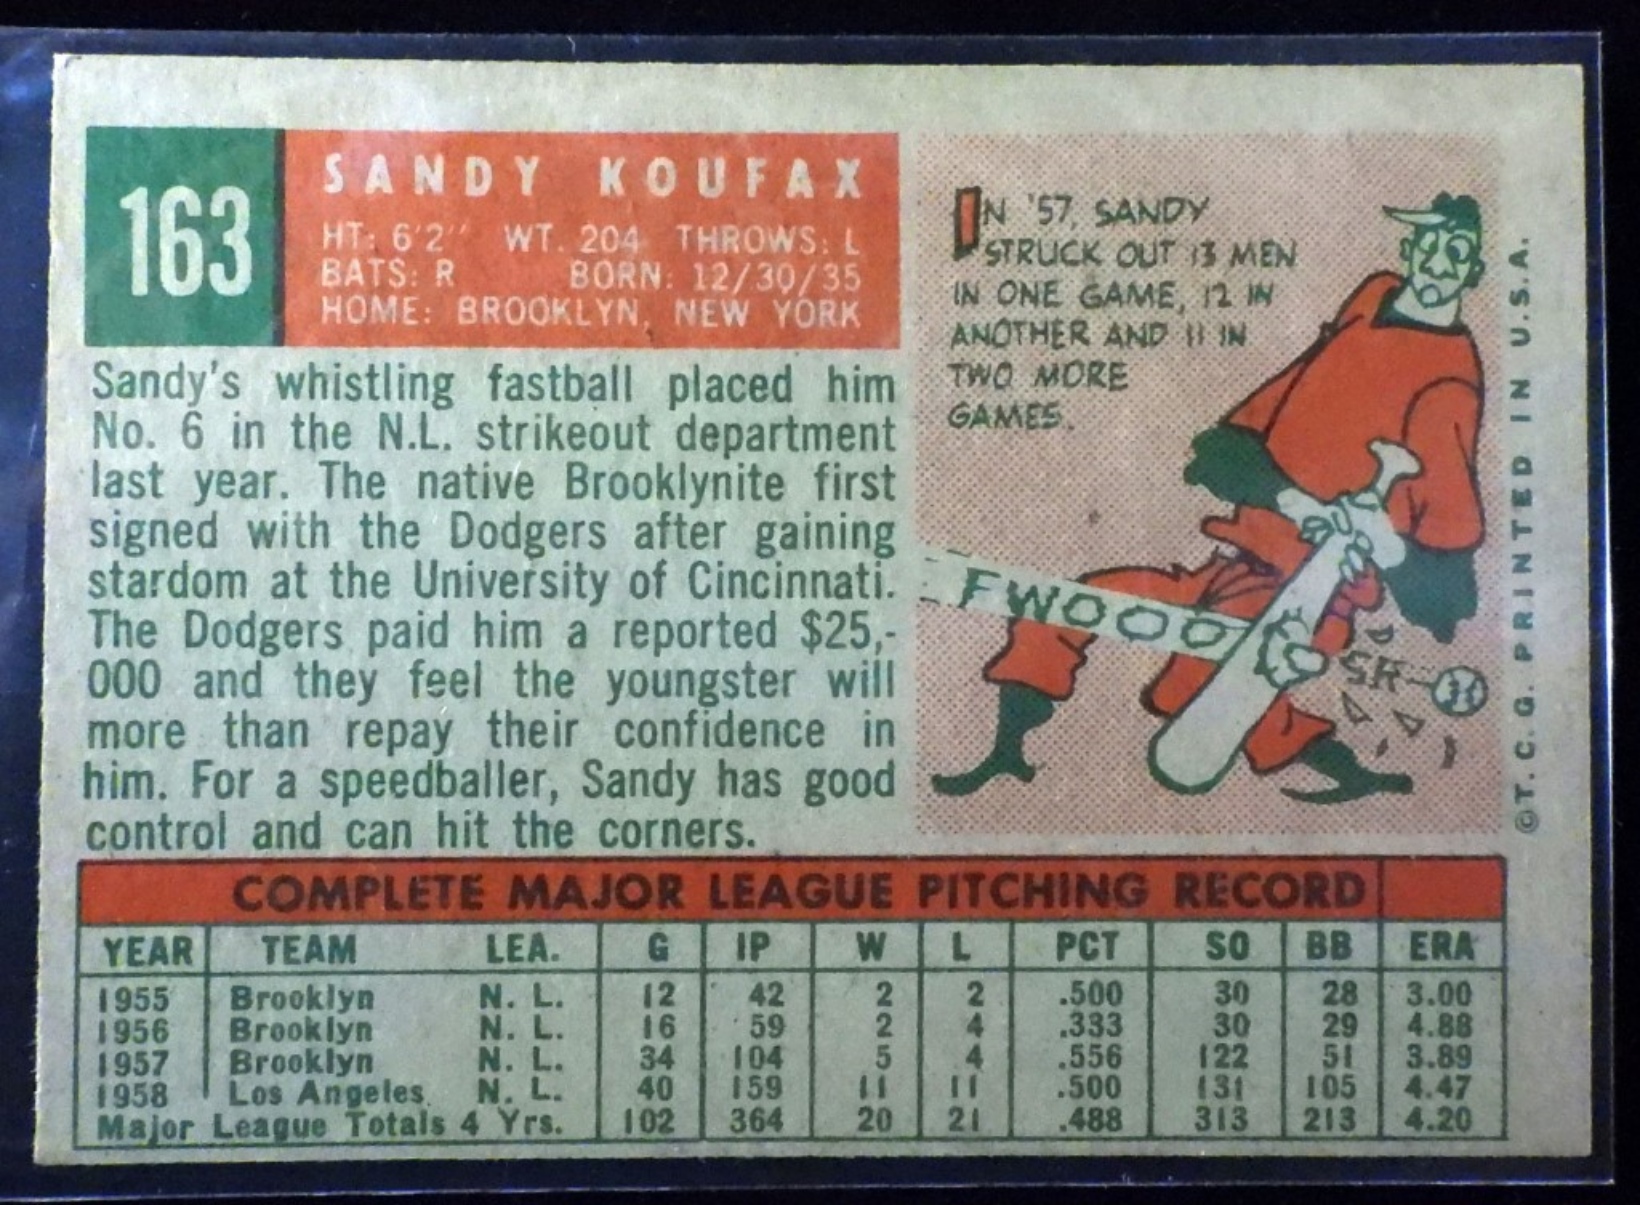 163
SANDY KOUFAX
HT: 6'2" WT. 204 THROWS: L
BATS: R BORN: 12/30/35
HOME: BROOKLYN, NEW YORK
Sandy's whistling fastball placed him
No. 6 in the N.L. strikeout department
last year. The native Brooklynite first
signed with the Dodgers after gaining
stardom at the University of Cincinnati.
The Dodgers paid him a reported $25,-
000 and they feel the youngster will
more than repay their confidence in
him. For a speedballer, Sandy has good
control and can hit the corners.
IN '57, SANDY
STRUCK OUT 13 MEN
IN ONE GAME, 12 IN
ANOTHER AND 11 IN
TWO MORE
GAMES.
FWOOO
SH
©T. C. G. PRINTED IN U.S.A.
COMPLETE MAJOR LEAGUE PITCHING RECORD
YEAR TEAM LEA. G IP W L PCT SO BB ERA
1955 Brooklyn N. L. 12 42 2 2 .500 30 28 3.00
1956 Brooklyn N. L. 16 59 2 4 .333 30 29 4.88
1957 Brooklyn N. L. 34 104 5 4 .556 122 51 3.89
1958 Los Angeles N. L. 40 159 11 11 .500 131 105 4.47
Major League Totals 4 Yrs. 102 364 20 21 .488 313 213 4.20